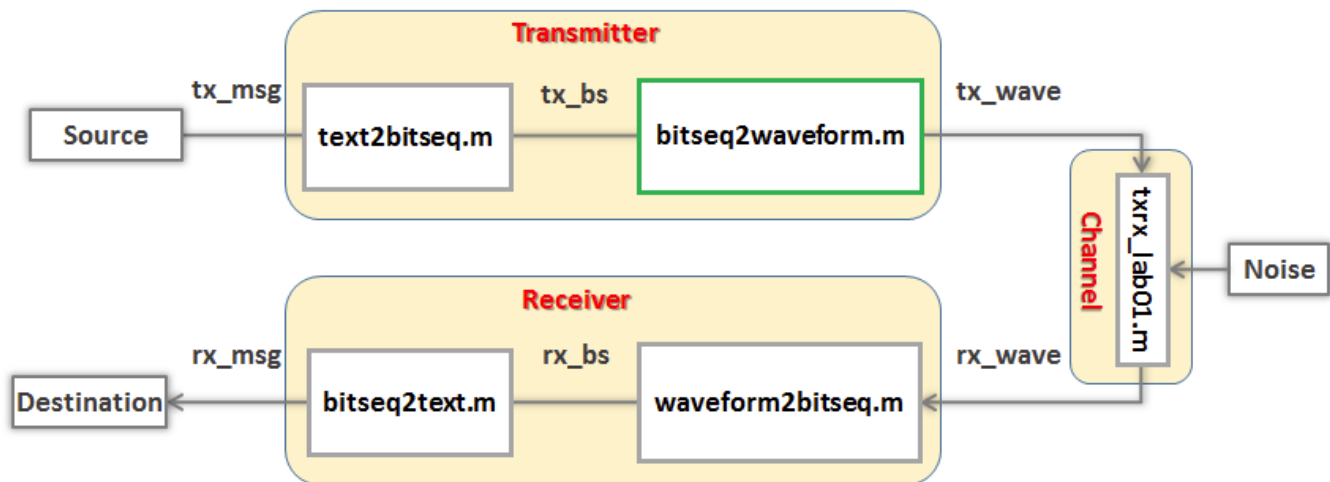 Transmitter
tx_msg
tx_bs
tx_wave
Source
text2bitseq.m
bitseq2waveform.m
Channel
txrx_lab01.m
Noise
Receiver
rx_msg
rx_bs
rx_wave
Destination
bitseq2text.m
waveform2bitseq.m